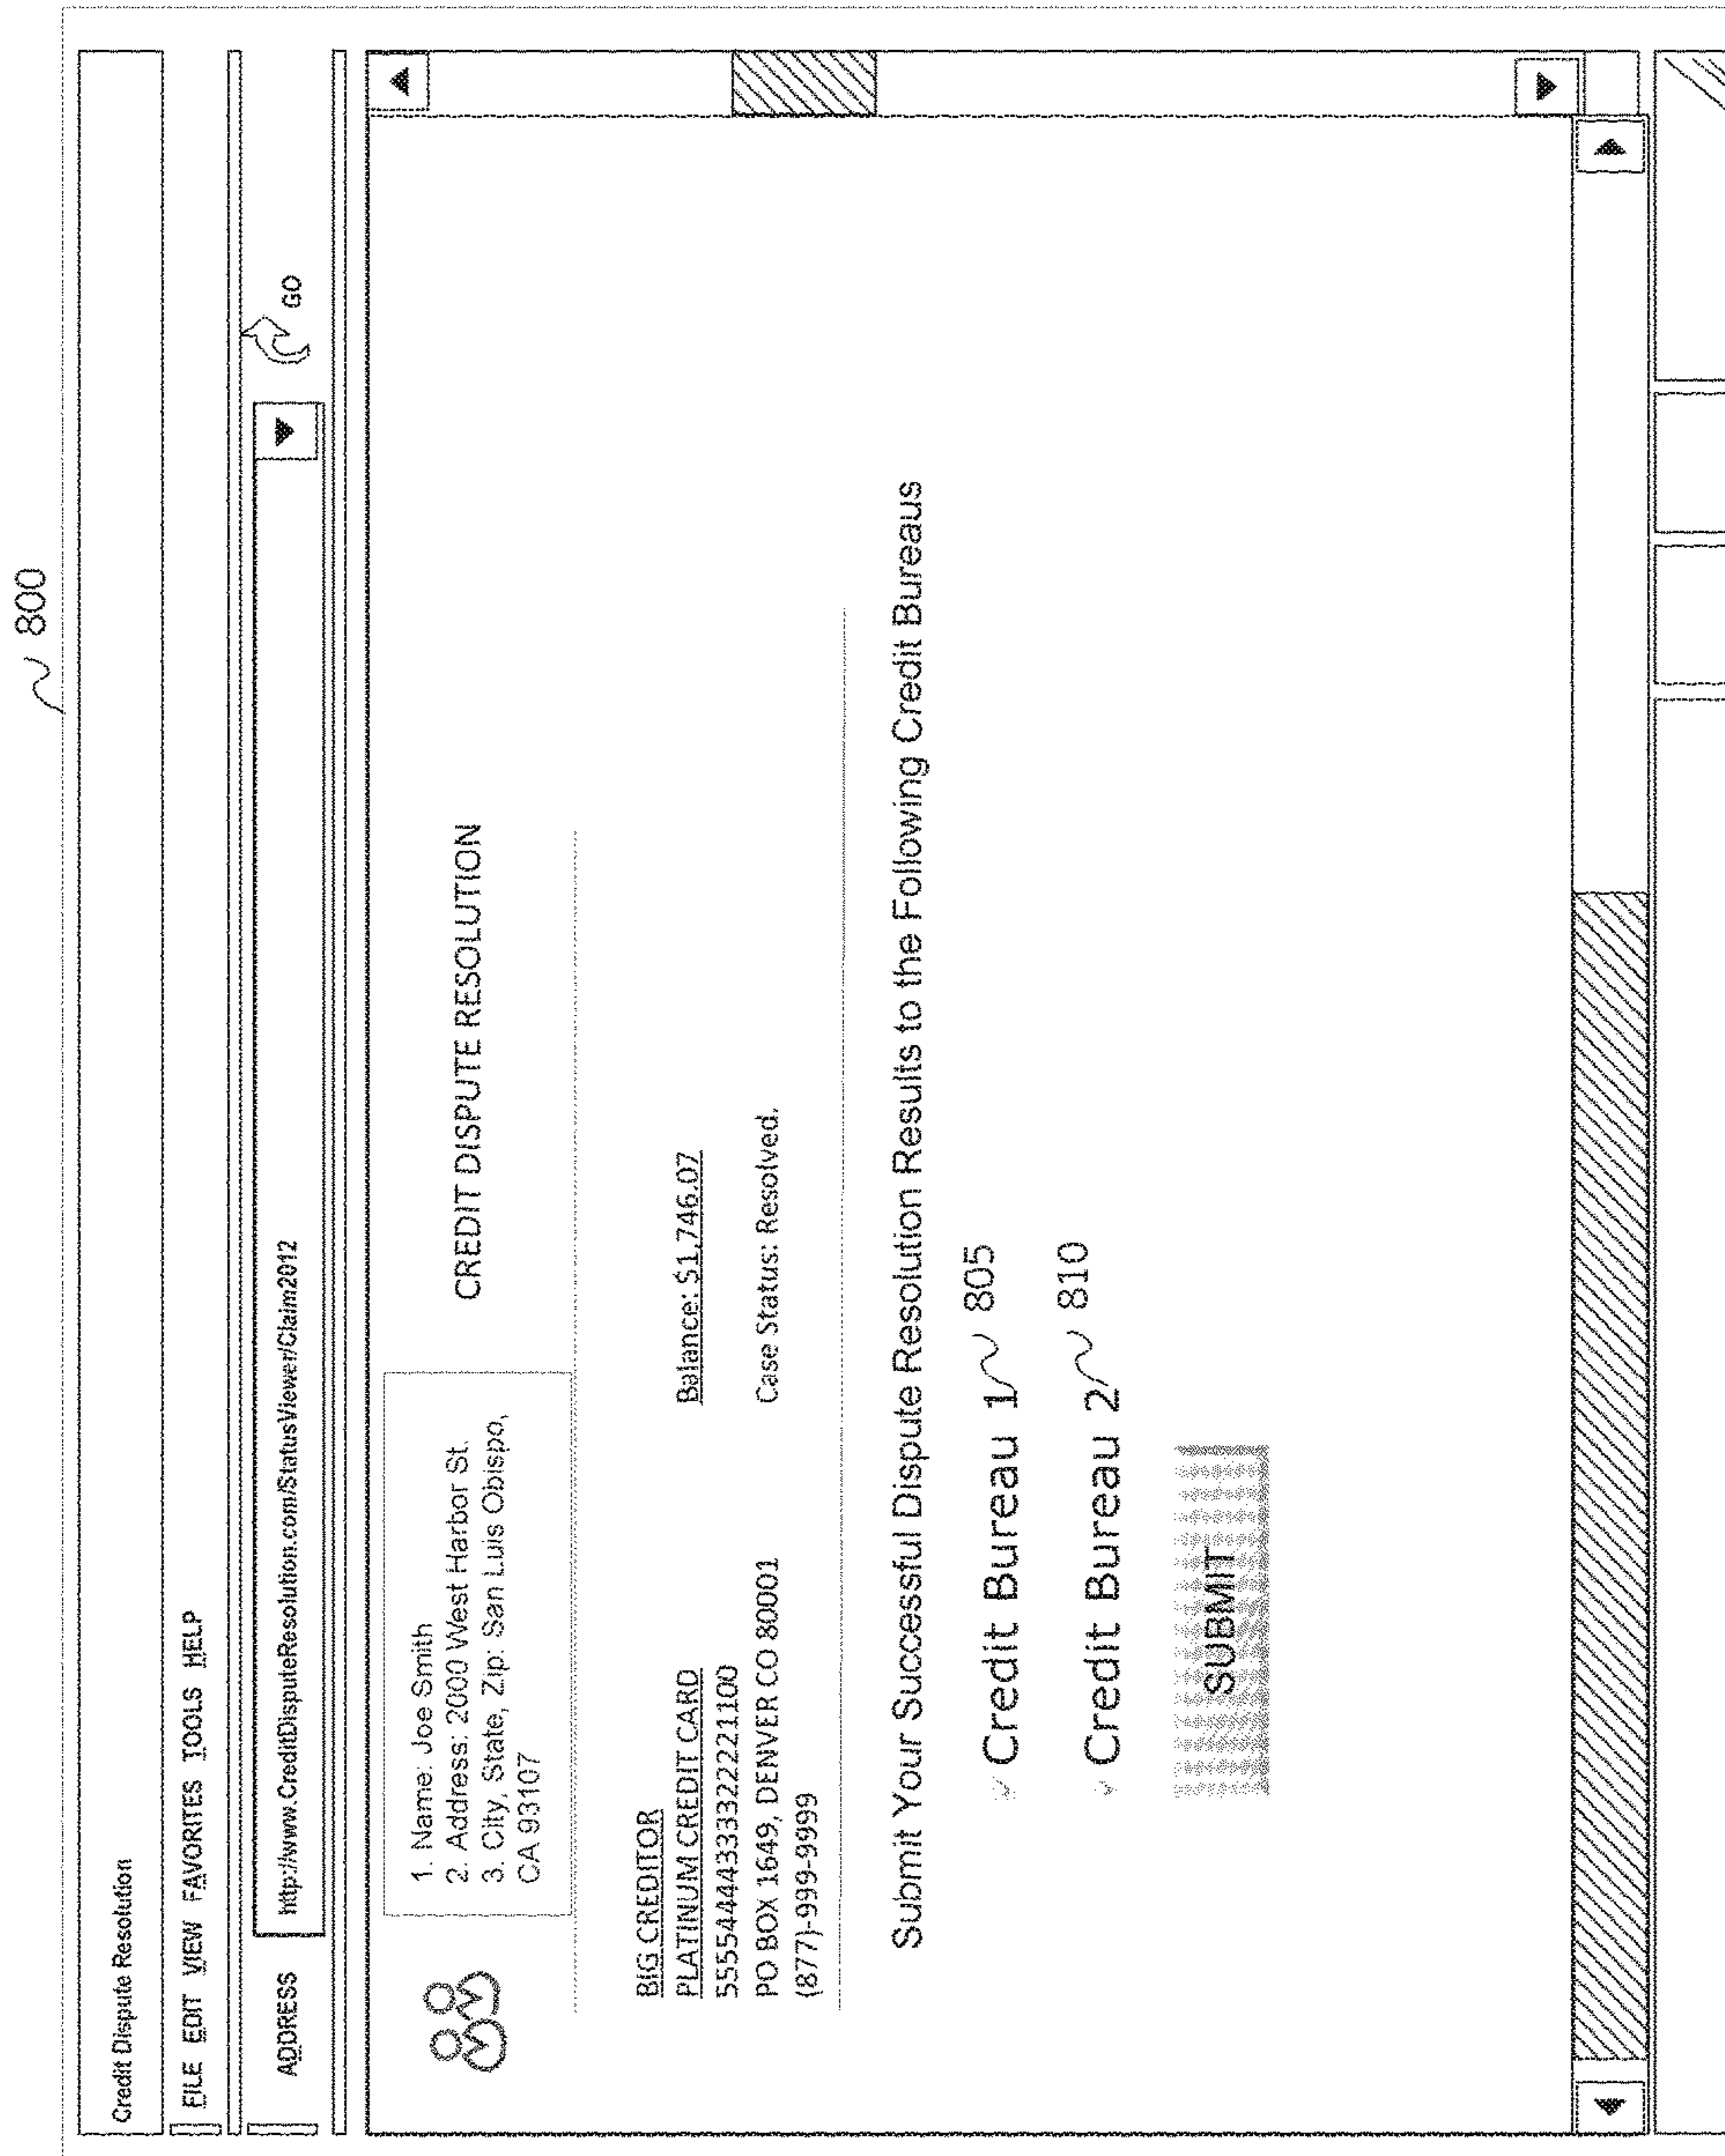 800
Credit Dispute Resolution
FILE EDIT VIEW FAVORITES TOOLS HELP
ADDRESS http://www.CreditDisputeResolution.com/StatusViewer/Claim2012 GO
1. Name: Joe Smith
2. Address: 2000 West Harbor St.
3. City, State, Zip: San Luis Obispo,
CA 93107
CREDIT DISPUTE RESOLUTION
BIG CREDITOR
PLATINUM CREDIT CARD Balance: $1,746.07
55554444333322221100
PO BOX 1649, DENVER CO 80001 Case Status: Resolved.
(877)-999-9999
Submit Your Successful Dispute Resolution Results to the Following Credit Bureaus
Credit Bureau 1 805
Credit Bureau 2 810
SUBMIT